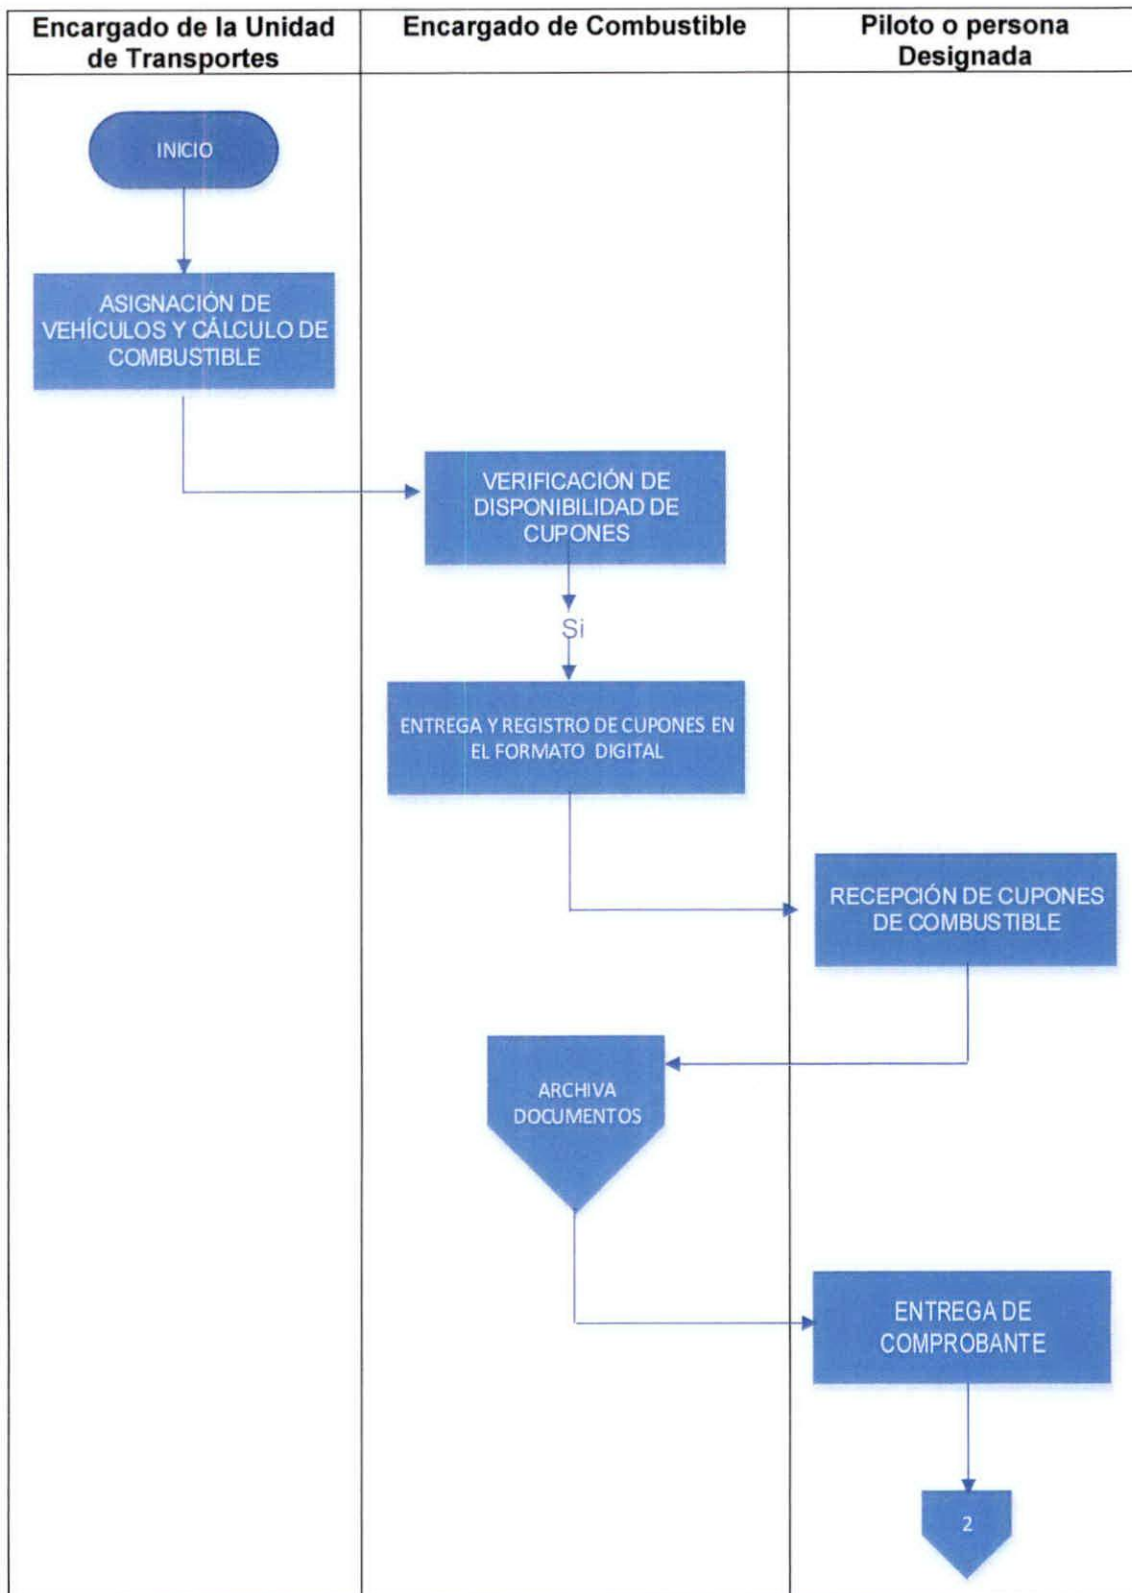 Encargado de la Unidad
de Transportes
Encargado de Combustible
Piloto o persona
Designada
INICIO
ASIGNACIÓN DE
VEHÍCULOS Y CÁLCULO DE
COMBUSTIBLE
VERIFICACIÓN DE
DISPONIBILIDAD DE
CUPONES
Si
ENTREGA Y REGISTRO DE CUPONES EN
EL FORMATO DIGITAL
RECEPCIÓN DE CUPONES
DE COMBUSTIBLE
ARCHIVA
DOCUMENTOS
ENTREGA DE
COMPROBANTE
2